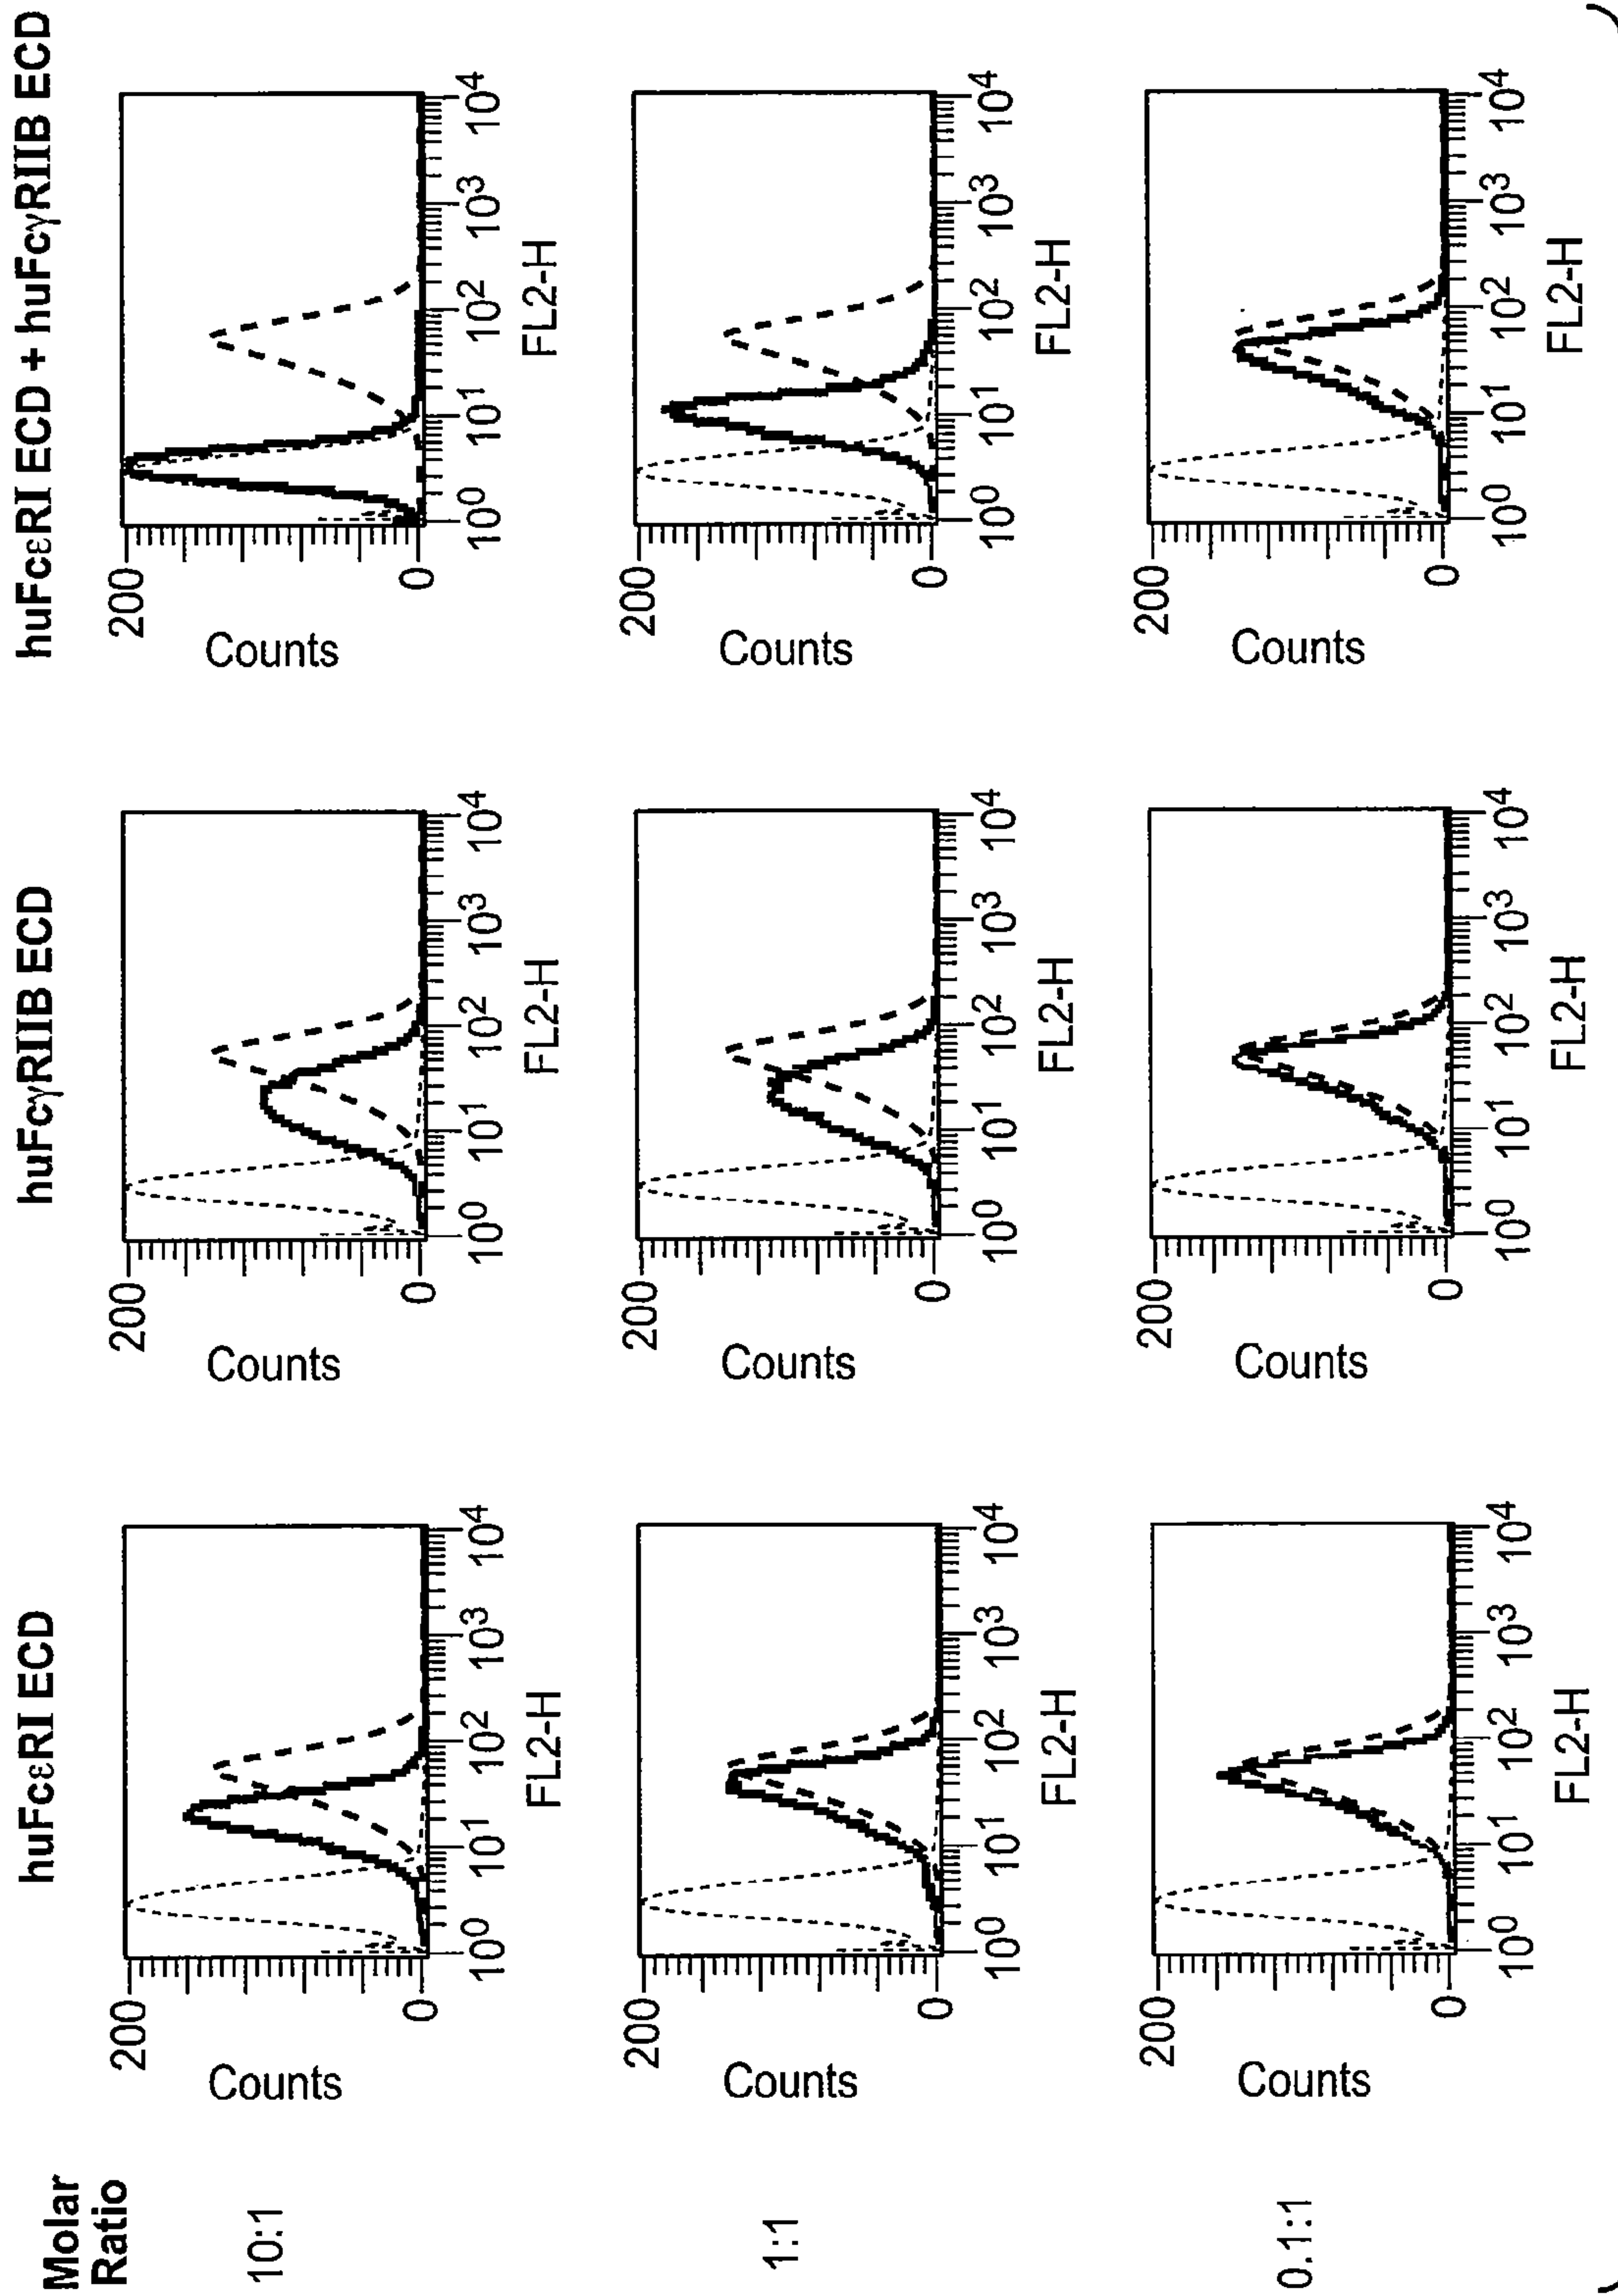 Molar
Ratio
huFcεRI ECD
huFcγRIIB ECD
huFcεRI ECD + huFcγRIIB ECD
10:1
Counts
200
0
10⁰
10¹
10²
10³
10⁴
FL2-H
Counts
200
0
10⁰
10¹
10²
10³
10⁴
FL2-H
Counts
200
0
10⁰
10¹
10²
10³
10⁴
FL2-H
1:1
Counts
200
0
10⁰
10¹
10²
10³
10⁴
FL2-H
Counts
200
0
10⁰
10¹
10²
10³
10⁴
FL2-H
Counts
200
0
10⁰
10¹
10²
10³
10⁴
FL2-H
0.1:1
Counts
200
0
10⁰
10¹
10²
10³
10⁴
FL2-H
Counts
200
0
10⁰
10¹
10²
10³
10⁴
FL2-H
Counts
200
0
10⁰
10¹
10²
10³
10⁴
FL2-H